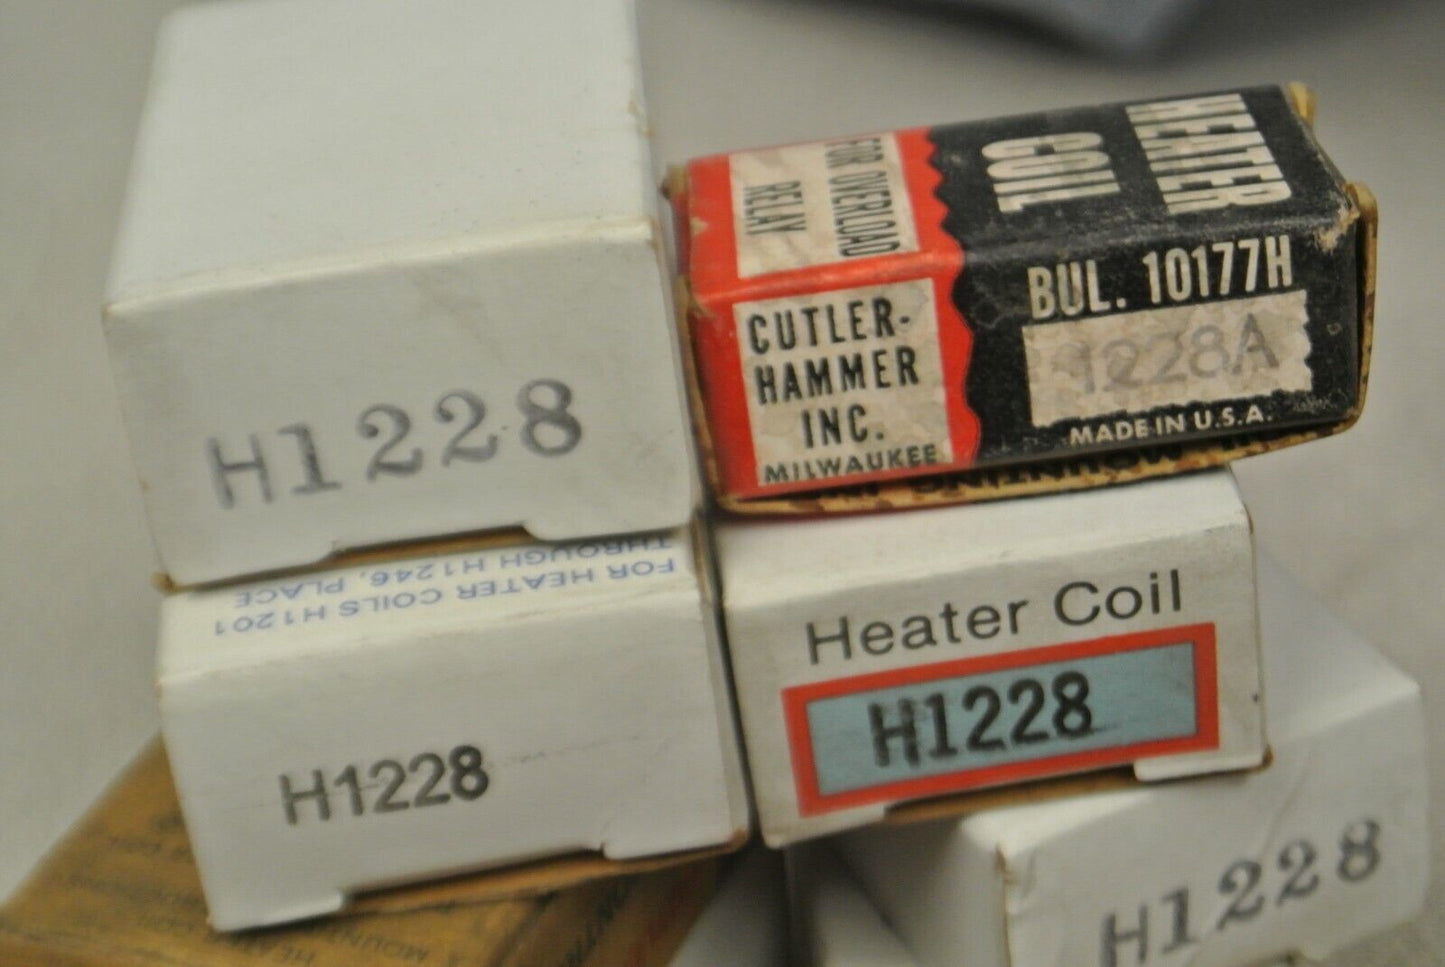 H1228
HEATER
COIL
FOR OVERLOAD
RELAY
BUL. 10177H
1228A
MADE IN U.S.A.
CUTLER-
HAMMER
INC.
MILWAUKEE
FOR HEATER COILS H1201
THROUGH H1246, PLACE
H1228
Heater Coil
H1228
H1228